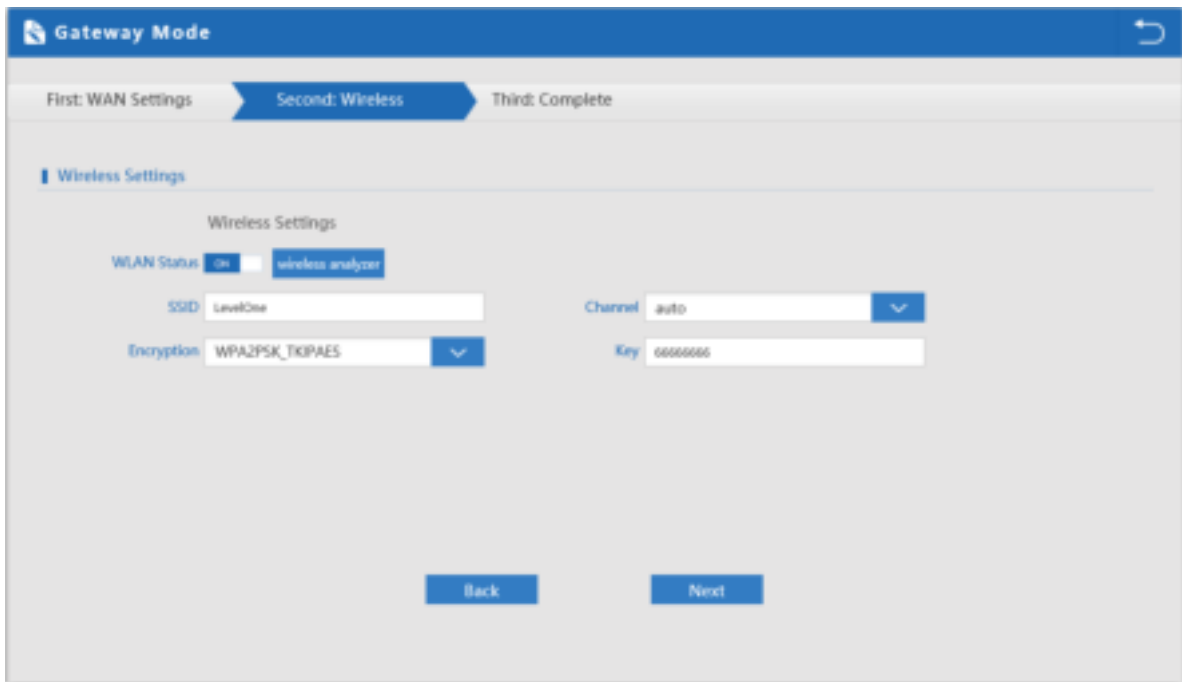 Gateway Mode
First: WAN Settings Second: Wireless Third: Complete
Wireless Settings
Wireless Settings
WLAN Status ON wireless analyzer
SSID LevelOne Channel auto
Encryption WPA2PSK_TKIPAES Key 66666666
Back Next